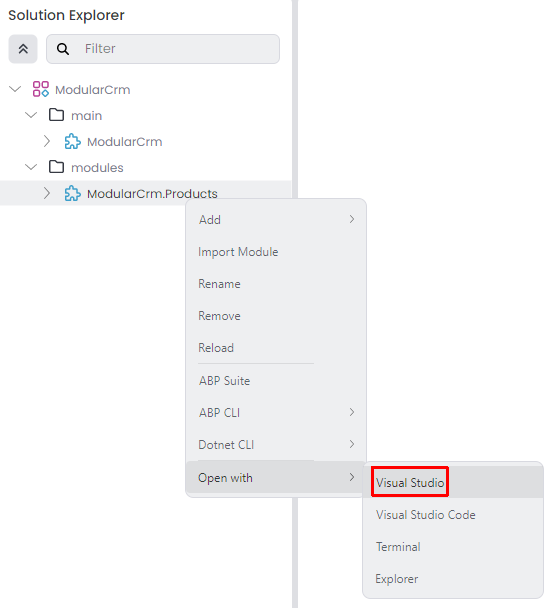 Solution Explorer
Filter
ModularCrm
main
ModularCrm
modules
ModularCrm.Products
Add
Import Module
Rename
Remove
Reload
ABP Suite
ABP CLI
Dotnet CLI
Open with
Visual Studio
Visual Studio Code
Terminal
Explorer